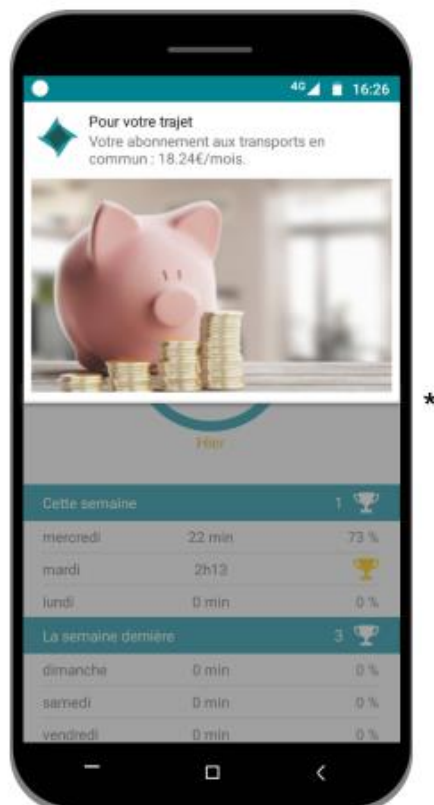 4G 16:26
Pour votre trajet
Votre abonnement aux transports en
commun : 18.24€/mois.
*
Hier
Cette semaine 1
mercredi 22 min 73 %
mardi 2h13
lundi 0 min 0 %
La semaine dernière 3
dimanche 0 min 0 %
samedi 0 min 0 %
vendredi 0 min 0 %